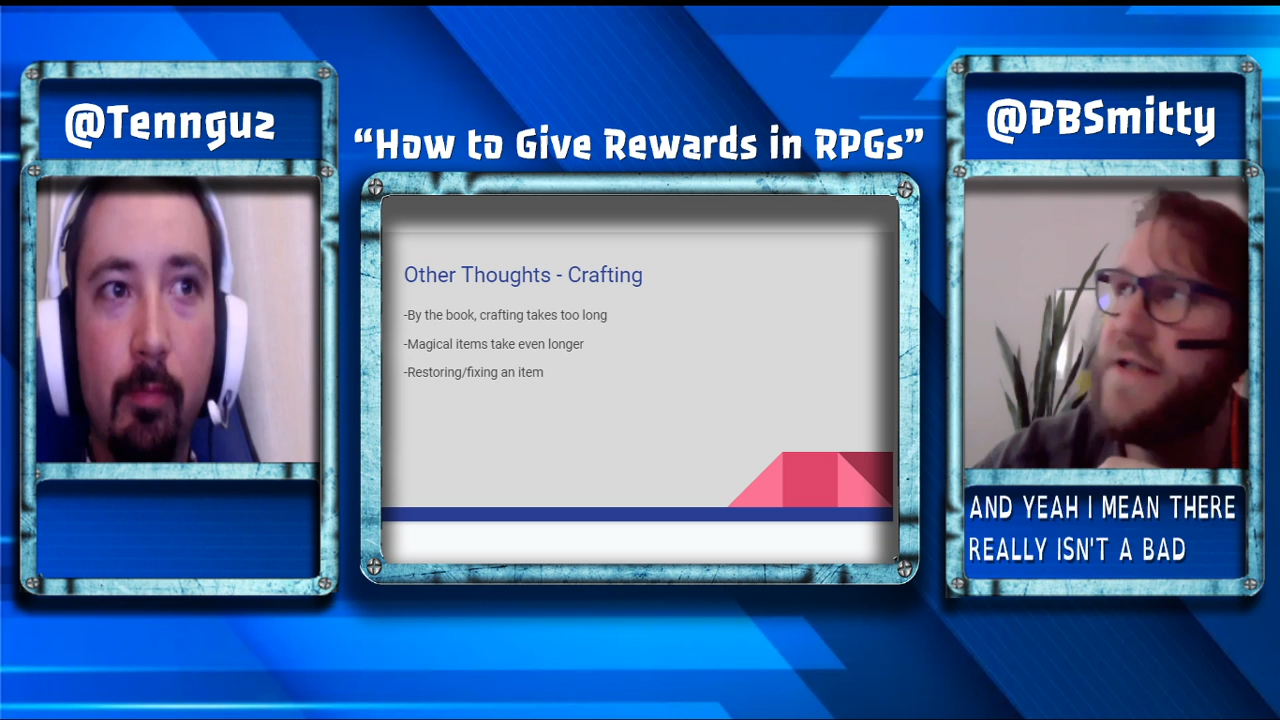 @Tennguz
@PBSmitty
“How to Give Rewards in RPGs”
Other Thoughts - Crafting
-By the book, crafting takes too long
-Magical items take even longer
-Restoring/fixing an item
AND YEAH I MEAN THERE
REALLY ISN'T A BAD